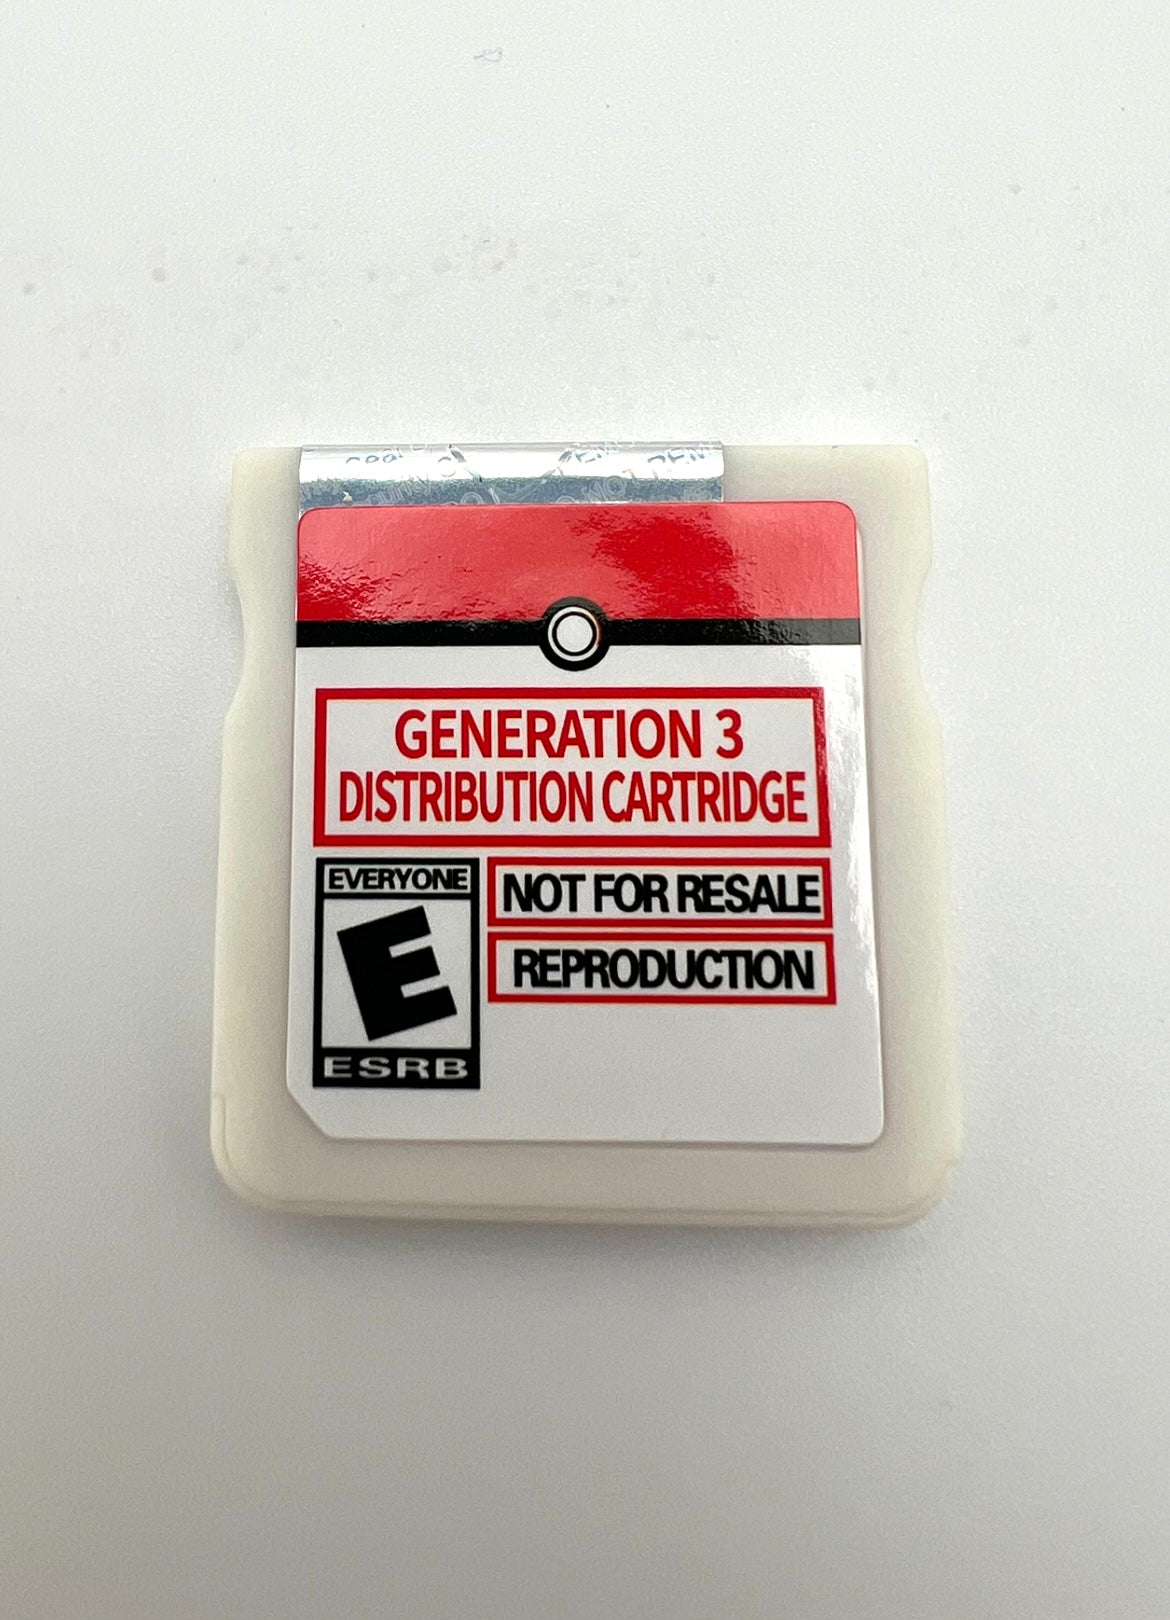 GENERATION 3
DISTRIBUTION CARTRIDGE
EVERYONE
E
ESRB
NOT FOR RESALE
REPRODUCTION